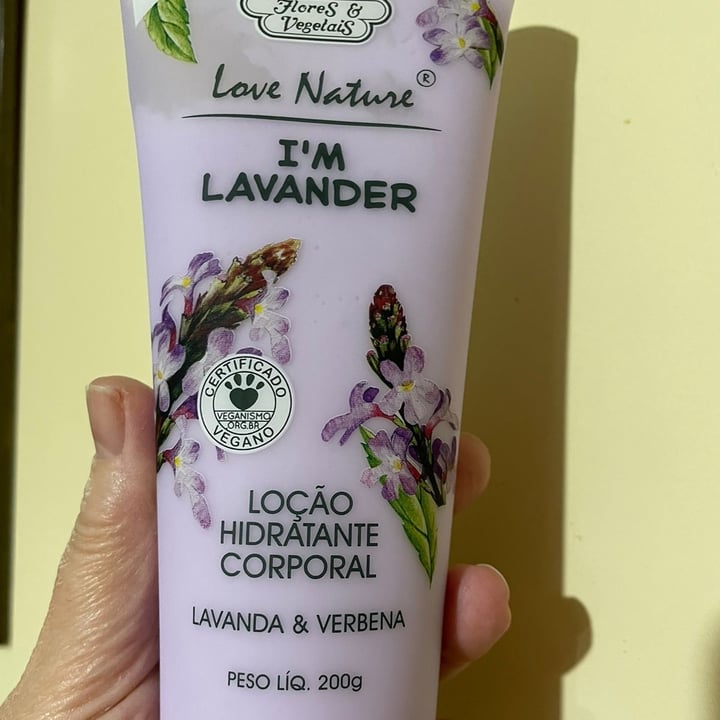 Flores &
Vegetais
Love Nature®
I'M
LAVANDER
CERTIFICADO
VEGANISMO
.ORG.BR
VEGANO
LOÇÃO
HIDRATANTE
CORPORAL
LAVANDA & VERBENA
PESO LÍQ. 200g